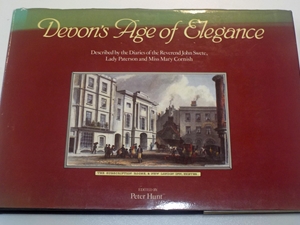 Devon's Age of Elegance
Described by the Diaries of the Reverend John Swete,
Lady Paterson and Miss Mary Cornish
EDITED BY
Peter Hunt